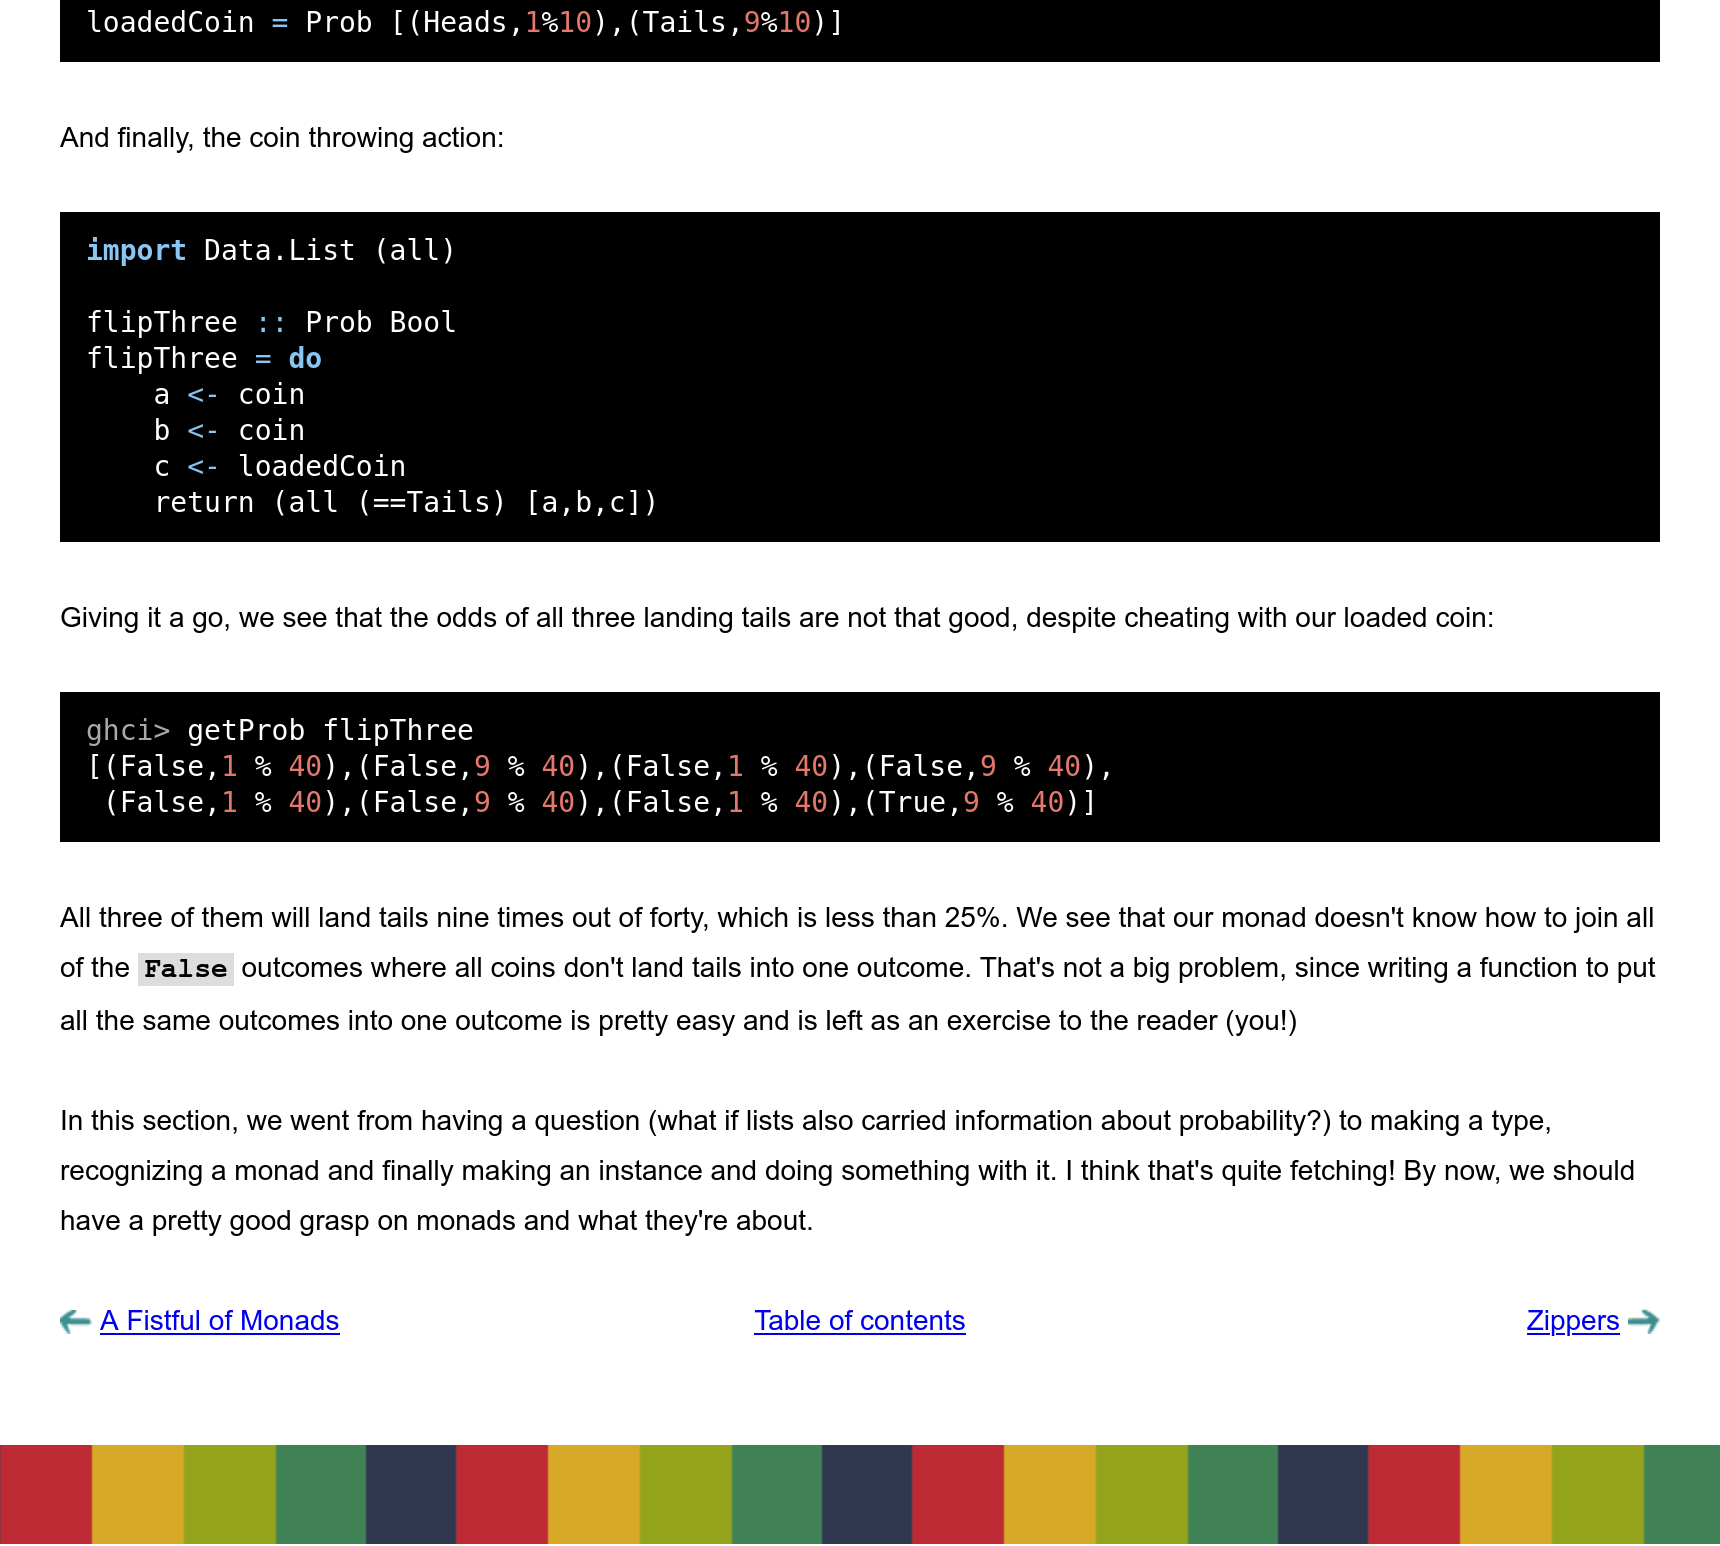 loadedCoin = Prob [(Heads,1%10),(Tails,9%10)]
And finally, the coin throwing action:
import Data.List (all)
flipThree :: Prob Bool
flipThree = do
    a <- coin
    b <- coin
    c <- loadedCoin
    return (all (==Tails) [a,b,c])
Giving it a go, we see that the odds of all three landing tails are not that good, despite cheating with our loaded coin:
ghci> getProb flipThree
[(False,1 % 40),(False,9 % 40),(False,1 % 40),(False,9 % 40),
 (False,1 % 40),(False,9 % 40),(False,1 % 40),(True,9 % 40)]
All three of them will land tails nine times out of forty, which is less than 25%. We see that our monad doesn't know how to join all
of the False outcomes where all coins don't land tails into one outcome. That's not a big problem, since writing a function to put
all the same outcomes into one outcome is pretty easy and is left as an exercise to the reader (you!)
In this section, we went from having a question (what if lists also carried information about probability?) to making a type,
recognizing a monad and finally making an instance and doing something with it. I think that's quite fetching! By now, we should
have a pretty good grasp on monads and what they're about.
A Fistful of Monads
Table of contents
Zippers